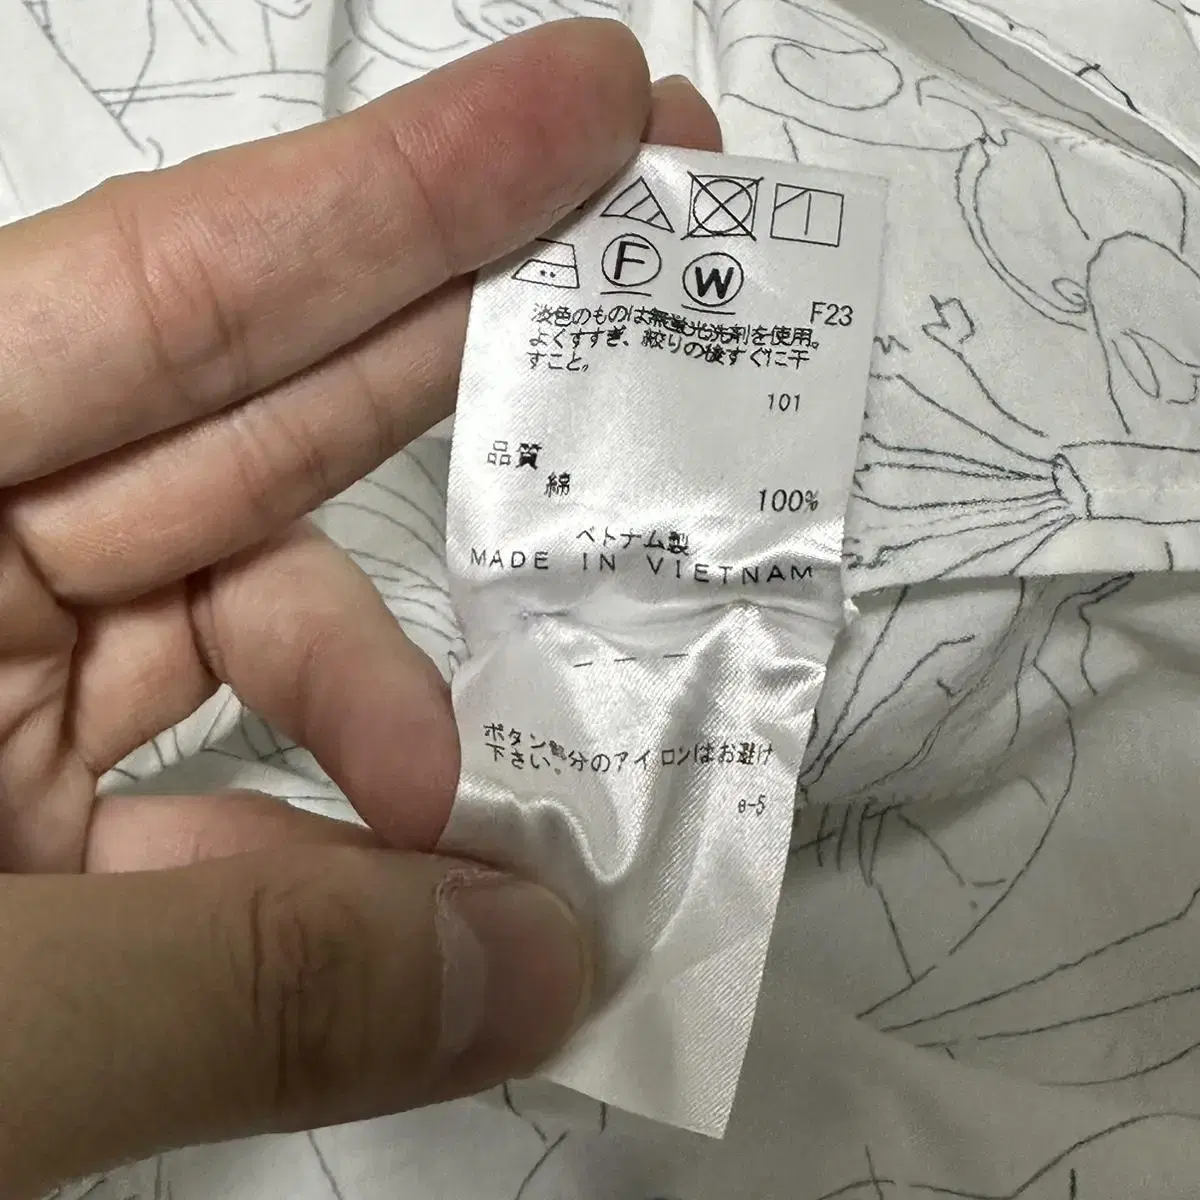 F
W
F23
淡色のものは無蛍光洗剤を使用。
よくすすぎ、絞りの後すぐに干
すこと。
101
品質
綿 100%
ベトナム製
MADE IN VIETNAM
ボタン部分のアイロンはお避け
下さい。
e-5